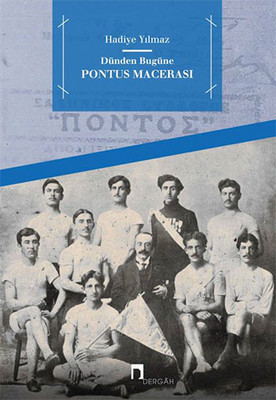 Hadiye Yılmaz
Dünden Bugüne
PONTUS MACERASI
"ΠΟΝΤΟΣ"
DERGÂH